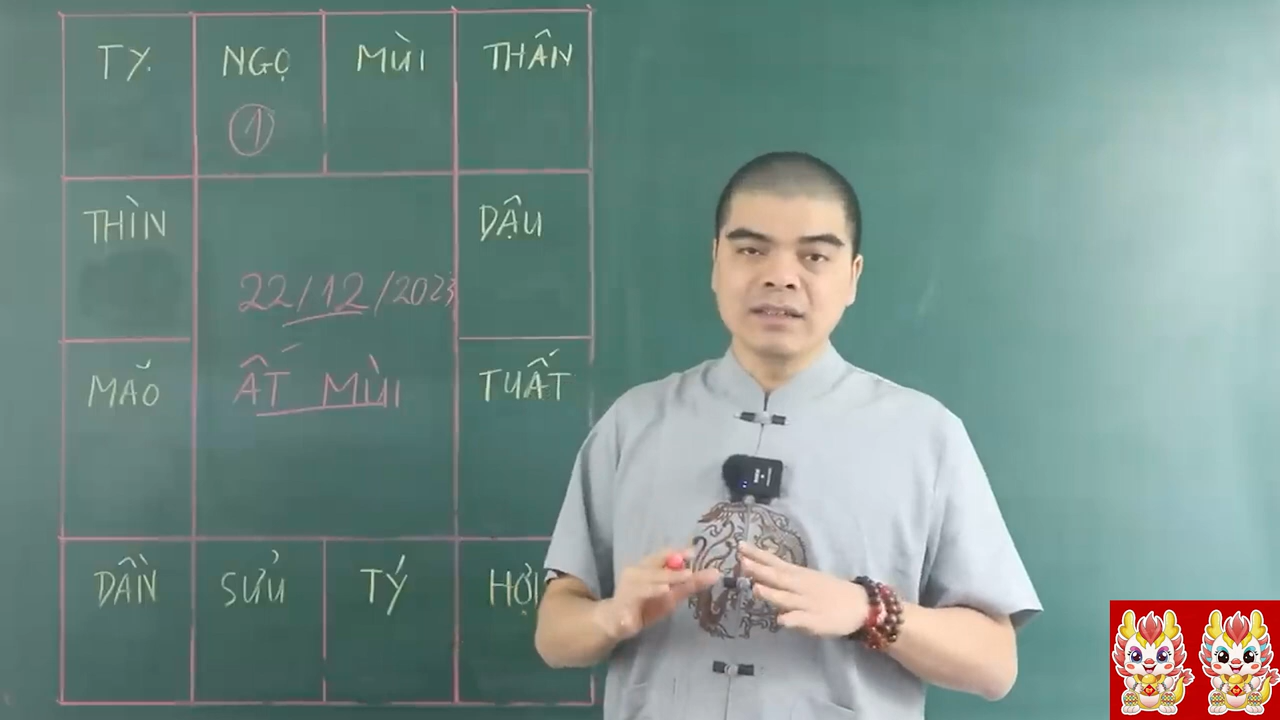 TỴ NGỌ MÙI THÂN
1
THÌN DẬU
22/12/2023
MÃO ẤT MÙI TUẤT
DẦN SỬU TÝ HỢI